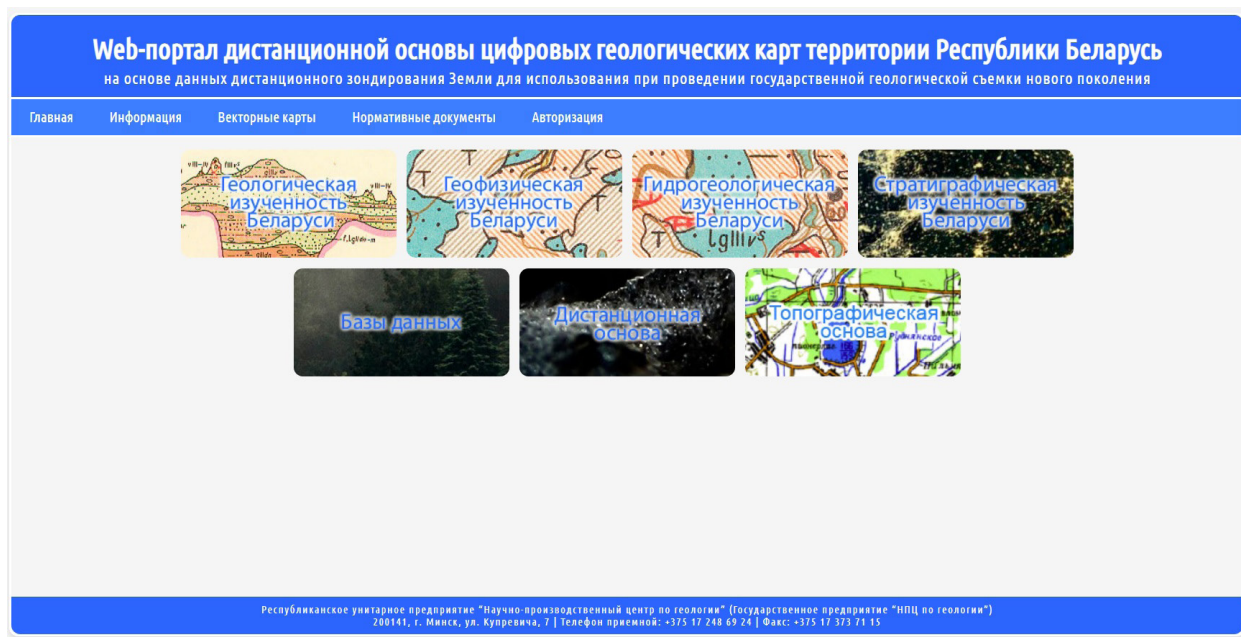 Web-портал дистанционной основы цифровых геологических карт территории Республики Беларусь
на основе данных дистанционного зондирования Земли для использования при проведении государственной геологической съемки нового поколения
Главная Информация Векторные карты Нормативные документы Авторизация
Геологическая
изученность
Беларуси
Геофизическая
изученность
Беларуси
Гидрогеологическая
изученность
Беларуси
Стратиграфическая
изученность
Беларуси
Базы данных
Дистанционная
основа
Топографическая
основа
Республиканское унитарное предприятие “Научно-производственный центр по геологии” (Государственное предприятие “НПЦ по геологии”)
200141, г. Минск, ул. Купревича, 7 | Телефон приемной: +375 17 248 69 24 | Факс: +375 17 373 71 15